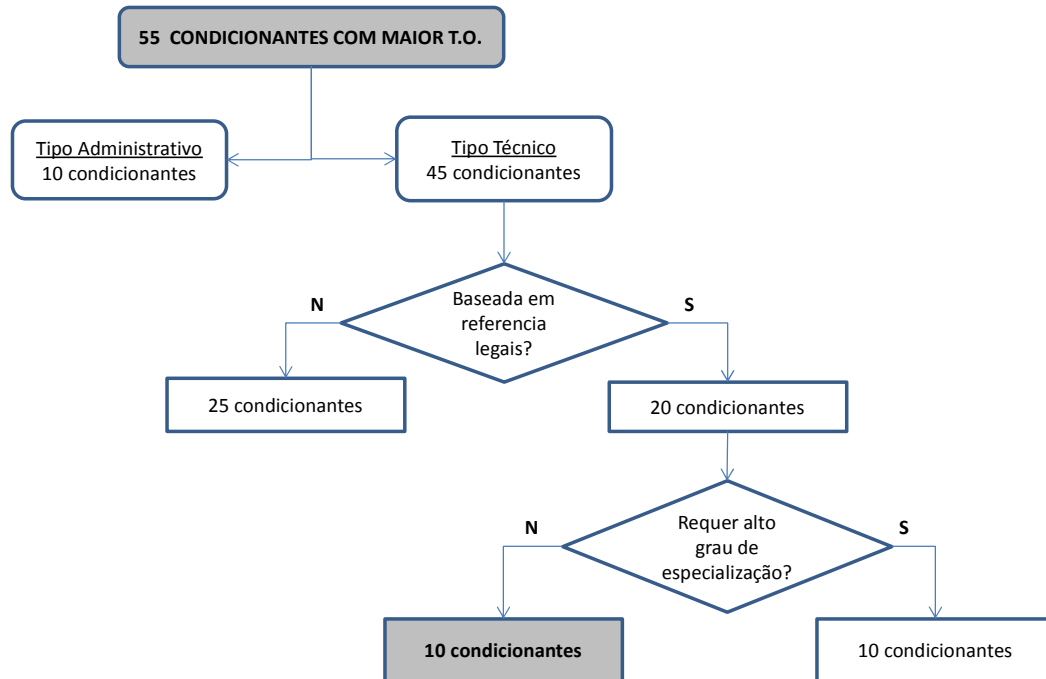 55 CONDICIONANTES COM MAIOR T.O.
Tipo Administrativo
10 condicionantes
Tipo Técnico
45 condicionantes
N
Baseada em
referencia
legais?
S
25 condicionantes
20 condicionantes
N
Requer alto
grau de
especialização?
S
10 condicionantes
10 condicionantes